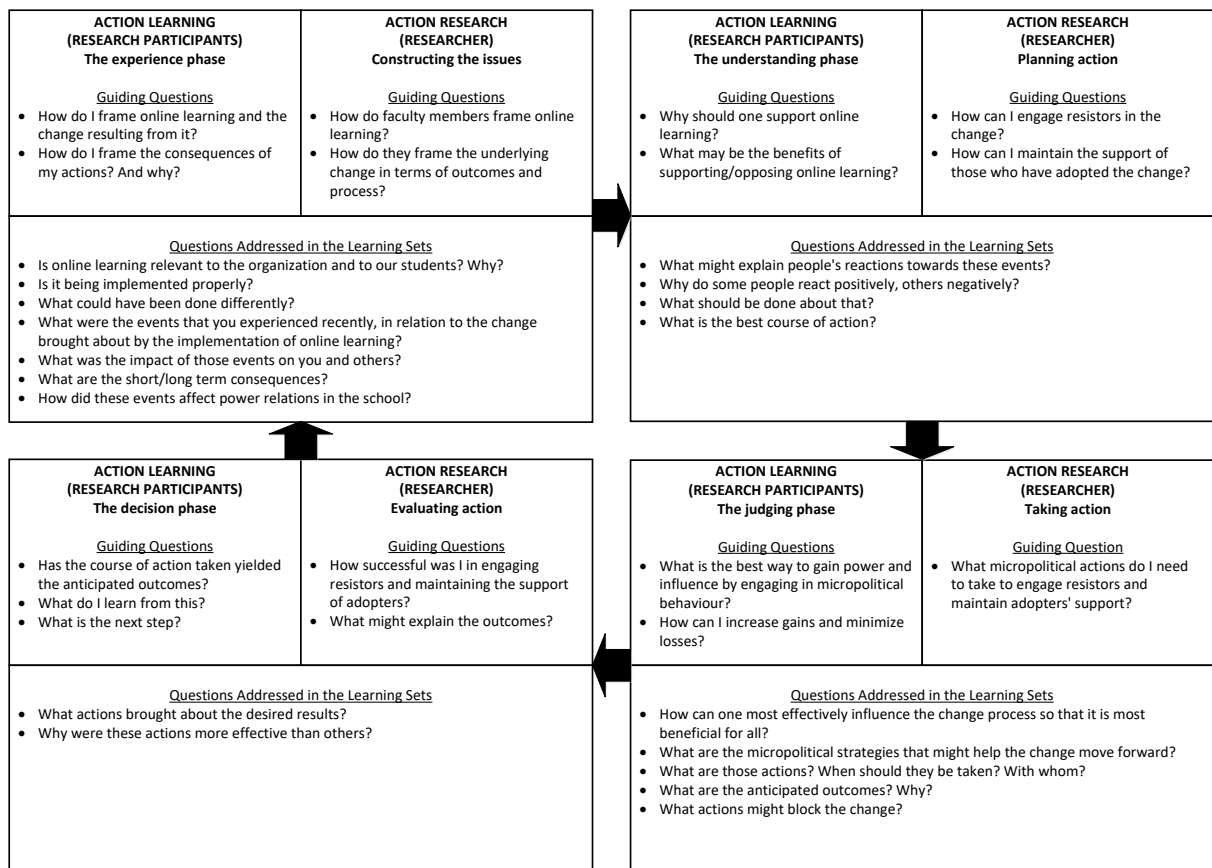 ACTION LEARNING
(RESEARCH PARTICIPANTS)
The experience phase
Guiding Questions
• How do I frame online learning and the
change resulting from it?
• How do I frame the consequences of
my actions? And why?
ACTION RESEARCH
(RESEARCHER)
Constructing the issues
Guiding Questions
• How do faculty members frame online
learning?
• How do they frame the underlying
change in terms of outcomes and
process?
Questions Addressed in the Learning Sets
• Is online learning relevant to the organization and to our students? Why?
• Is it being implemented properly?
• What could have been done differently?
• What were the events that you experienced recently, in relation to the change
brought about by the implementation of online learning?
• What was the impact of those events on you and others?
• What are the short/long term consequences?
• How did these events affect power relations in the school?
ACTION LEARNING
(RESEARCH PARTICIPANTS)
The understanding phase
Guiding Questions
• Why should one support online
learning?
• What may be the benefits of
supporting/opposing online learning?
ACTION RESEARCH
(RESEARCHER)
Planning action
Guiding Questions
• How can I engage resistors in the
change?
• How can I maintain the support of
those who have adopted the change?
Questions Addressed in the Learning Sets
• What might explain people's reactions towards these events?
• Why do some people react positively, others negatively?
• What should be done about that?
• What is the best course of action?
ACTION LEARNING
(RESEARCH PARTICIPANTS)
The decision phase
Guiding Questions
• Has the course of action taken yielded
the anticipated outcomes?
• What do I learn from this?
• What is the next step?
ACTION RESEARCH
(RESEARCHER)
Evaluating action
Guiding Questions
• How successful was I in engaging
resistors and maintaining the support
of adopters?
• What might explain the outcomes?
Questions Addressed in the Learning Sets
• What actions brought about the desired results?
• Why were these actions more effective than others?
ACTION LEARNING
(RESEARCH PARTICIPANTS)
The judging phase
Guiding Questions
• What is the best way to gain power and
influence by engaging in micropolitical
behaviour?
• How can I increase gains and minimize
losses?
ACTION RESEARCH
(RESEARCHER)
Taking action
Guiding Question
• What micropolitical actions do I need
to take to engage resistors and
maintain adopters' support?
Questions Addressed in the Learning Sets
• How can one most effectively influence the change process so that it is most
beneficial for all?
• What are the micropolitical strategies that might help the change move forward?
• What are those actions? When should they be taken? With whom?
• What are the anticipated outcomes? Why?
• What actions might block the change?